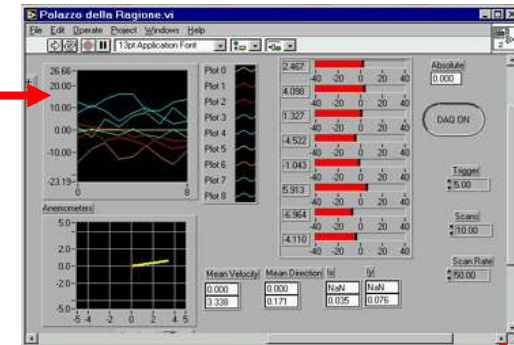 Palazzo della Ragione.vi
File Edit Operate Project Windows Help
13pt Application Font
2
26.66
20.00
10.00
0.00
-10.00
-23.19
0 8
Plot 0
Plot 1
Plot 2
Plot 3
Plot 4
Plot 5
Plot 6
Plot 7
Plot 8
2.467
-40 -20 0 20 40
4.098
-40 -20 0 20 40
1.327
-40 -20 0 20 40
-4.522
-40 -20 0 20 40
-1.043
-40 -20 0 20 40
5.913
-40 -20 0 20 40
-6.964
-40 -20 0 20 40
-4.110
-40 -20 0 20 40
Absolute
0.000
DAQ ON
Trigger
5.00
Scans
10.00
Scan Rate
50.00
Anemometers
5.0
2.0
0.0
-2.0
-5.0
-5 -4 -2 0 2 4 5
Mean Velocity Mean Direction Ix Iy
0.000 0.000 NaN NaN
3.338 0.171 0.035 0.076